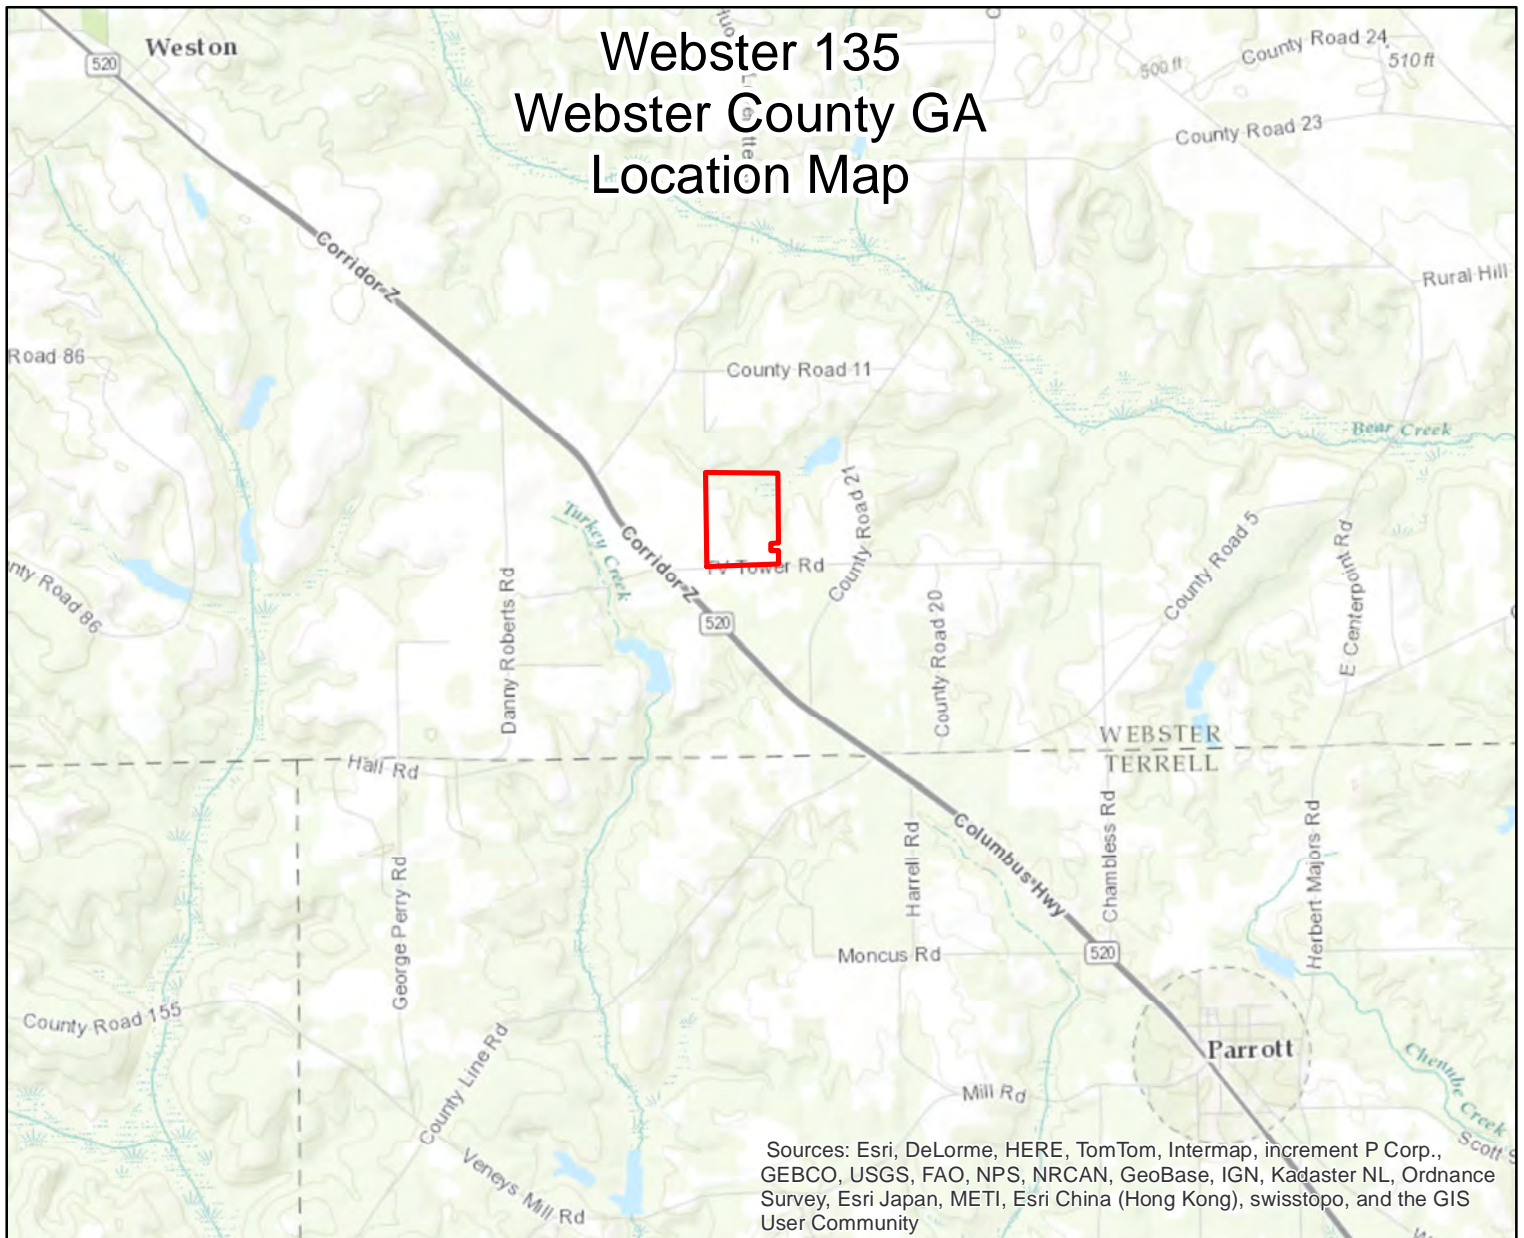 Webster 135
Webster County GA
Location Map
Weston
520
County Road 24
510 ft
500 ft
County Road 23
Rural Hill
Corridor Z
Road 86
County Road 11
Bear Creek
County Road 21
Turkey Creek
Corridor Z
TV Tower Rd
County Road 5
E Centerpoint Rd
nty Road 86
Danny Roberts Rd
520
County Road 20
WEBSTER
TERRELL
Hall Rd
George Perry Rd
Harrell Rd
Columbus Hwy
Chambless Rd
Herbert Majors Rd
Moncus Rd
520
County Road 155
County Line Rd
Parrott
Chenube Creek
Mill Rd
Scott S
Veneys Mill Rd
Sources: Esri, DeLorme, HERE, TomTom, Intermap, increment P Corp.,
GEBCO, USGS, FAO, NPS, NRCAN, GeoBase, IGN, Kadaster NL, Ordnance
Survey, Esri Japan, METI, Esri China (Hong Kong), swisstopo, and the GIS
User Community